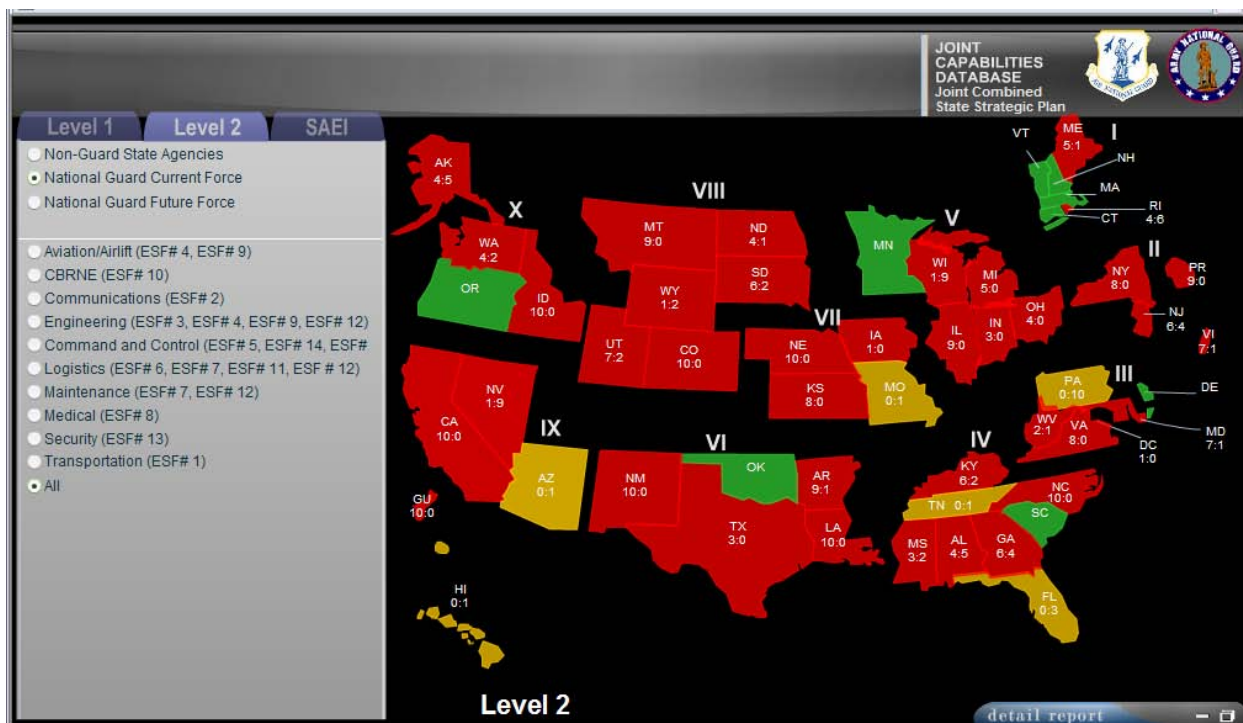 JOINT
CAPABILITIES
DATABASE
Joint Combined
State Strategic Plan
AIR NATIONAL GUARD
ARMY NATIONAL GUARD
Level 1
Level 2
SAEI
Non-Guard State Agencies
National Guard Current Force
National Guard Future Force
Aviation/Airlift (ESF# 4, ESF# 9)
CBRNE (ESF# 10)
Communications (ESF# 2)
Engineering (ESF# 3, ESF# 4, ESF# 9, ESF# 12)
Command and Control (ESF# 5, ESF# 14, ESF#
Logistics (ESF# 6, ESF# 7, ESF# 11, ESF # 12)
Maintenance (ESF# 7, ESF# 12)
Medical (ESF# 8)
Security (ESF# 13)
Transportation (ESF# 1)
All
I
ME
5:1
VT
NH
MA
RI
4:6
CT
II
NY
8:0
PR
9:0
NJ
6:4
VI
7:1
III
PA
0:10
DE
WV
2:1
VA
8:0
MD
7:1
DC
1:0
IV
KY
6:2
TN 0:1
NC
10:0
SC
MS
3:2
AL
4:5
GA
6:4
FL
0:3
V
MN
WI
1:9
MI
5:0
IL
9:0
IN
3:0
OH
4:0
VI
NM
10:0
OK
AR
9:1
TX
3:0
LA
10:0
VII
NE
10:0
IA
1:0
KS
8:0
MO
0:1
VIII
MT
9:0
ND
4:1
SD
6:2
WY
1:2
UT
7:2
CO
10:0
IX
CA
10:0
NV
1:9
AZ
0:1
GU
10:0
HI
0:1
X
AK
4:5
WA
4:2
OR
ID
10:0
Level 2
detail report